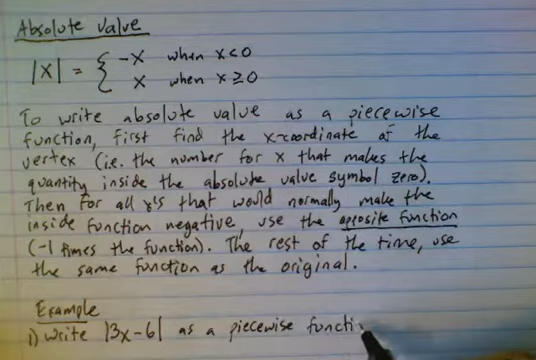 Absolute Value
|x| = { -x when x<0
x when x≥0
To write absolute value as a piecewise
function, first find the x-coordinate of the
vertex (i.e. the number for x that makes the
quantity inside the absolute value symbol zero).
Then for all x's that would normally make the
inside function negative, use the opposite function
(-1 times the function). The rest of the time, use
the same function as the original.
Example
1) Write |3x-6| as a piecewise functi